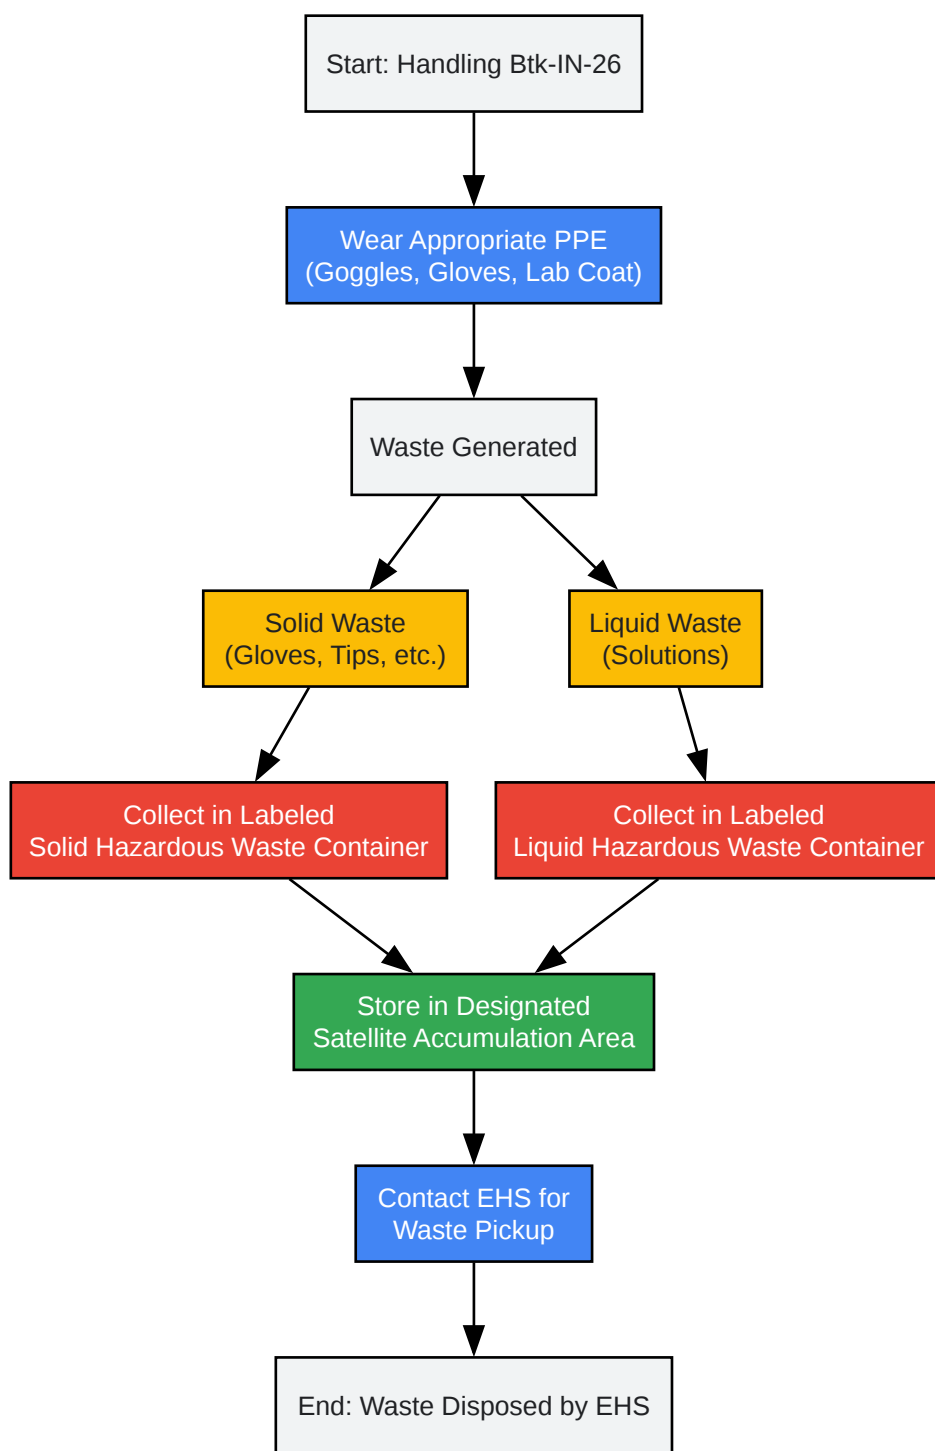 Start: Handling Btk-IN-26
Wear Appropriate PPE
(Goggles, Gloves, Lab Coat)
Waste Generated
Solid Waste
(Gloves, Tips, etc.)
Liquid Waste
(Solutions)
Collect in Labeled
Solid Hazardous Waste Container
Collect in Labeled
Liquid Hazardous Waste Container
Store in Designated
Satellite Accumulation Area
Contact EHS for
Waste Pickup
End: Waste Disposed by EHS